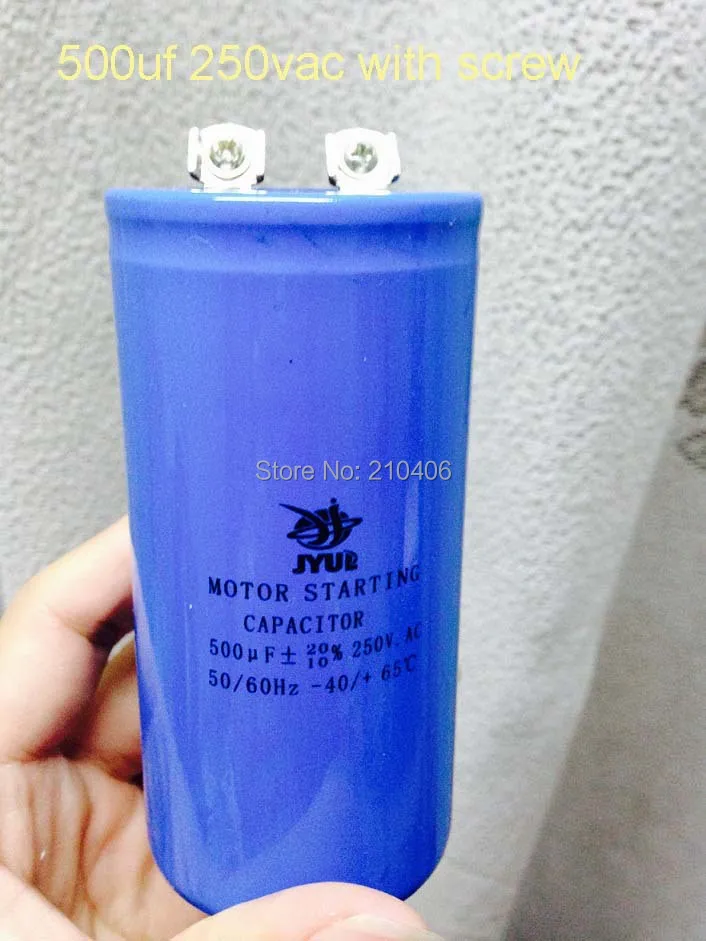 500uf 250vac with screw
Store No: 210406
JYUL
MOTOR STARTING
CAPACITOR
500μF± 20/10% 250V. AC
50/60Hz -40/+ 65℃